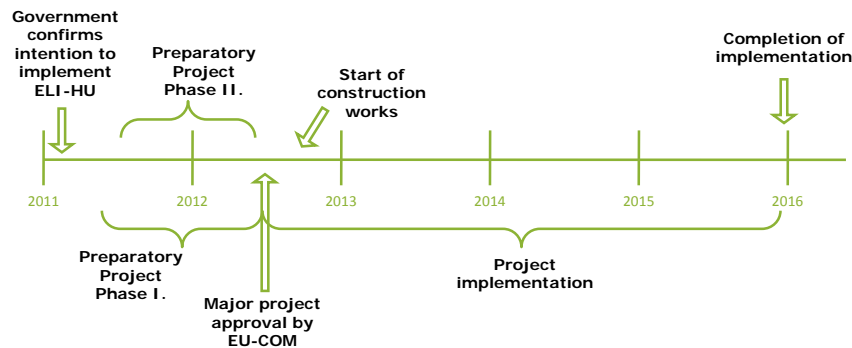 Government
confirms
intention to
implement
ELI-HU
Preparatory
Project
Phase II.
Start of
construction
works
Completion of
implementation
2011
2012
2013
2014
2015
2016
Preparatory
Project
Phase I.
Major project
approval by
EU-COM
Project
implementation